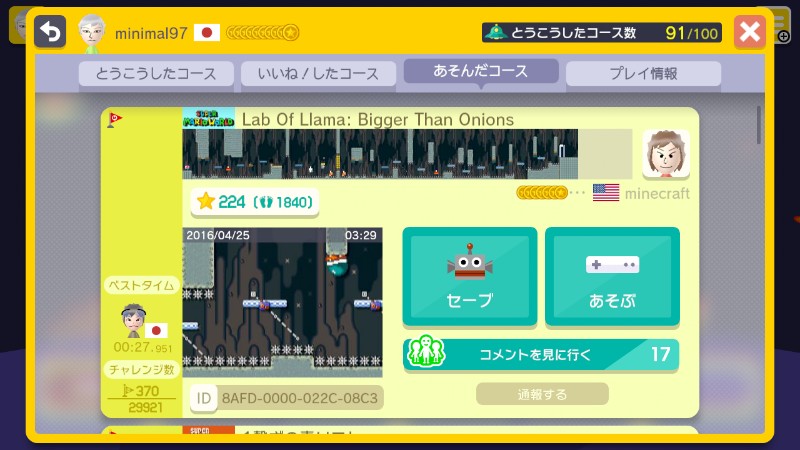 minimal97
とうこうしたコース数 91/100
とうこうしたコース
いいね!したコース
あそんだコース
プレイ情報
SUPER
MARIO WORLD
Lab Of Llama: Bigger Than Onions
224 (1840)
minecraft
2016/04/25 03:29
ベストタイム
00:27.951
チャレンジ数
370
29921
セーブ
あそぶ
コメントを見に行く 17
通報する
ID 8AFD-0000-022C-08C3
SUPER